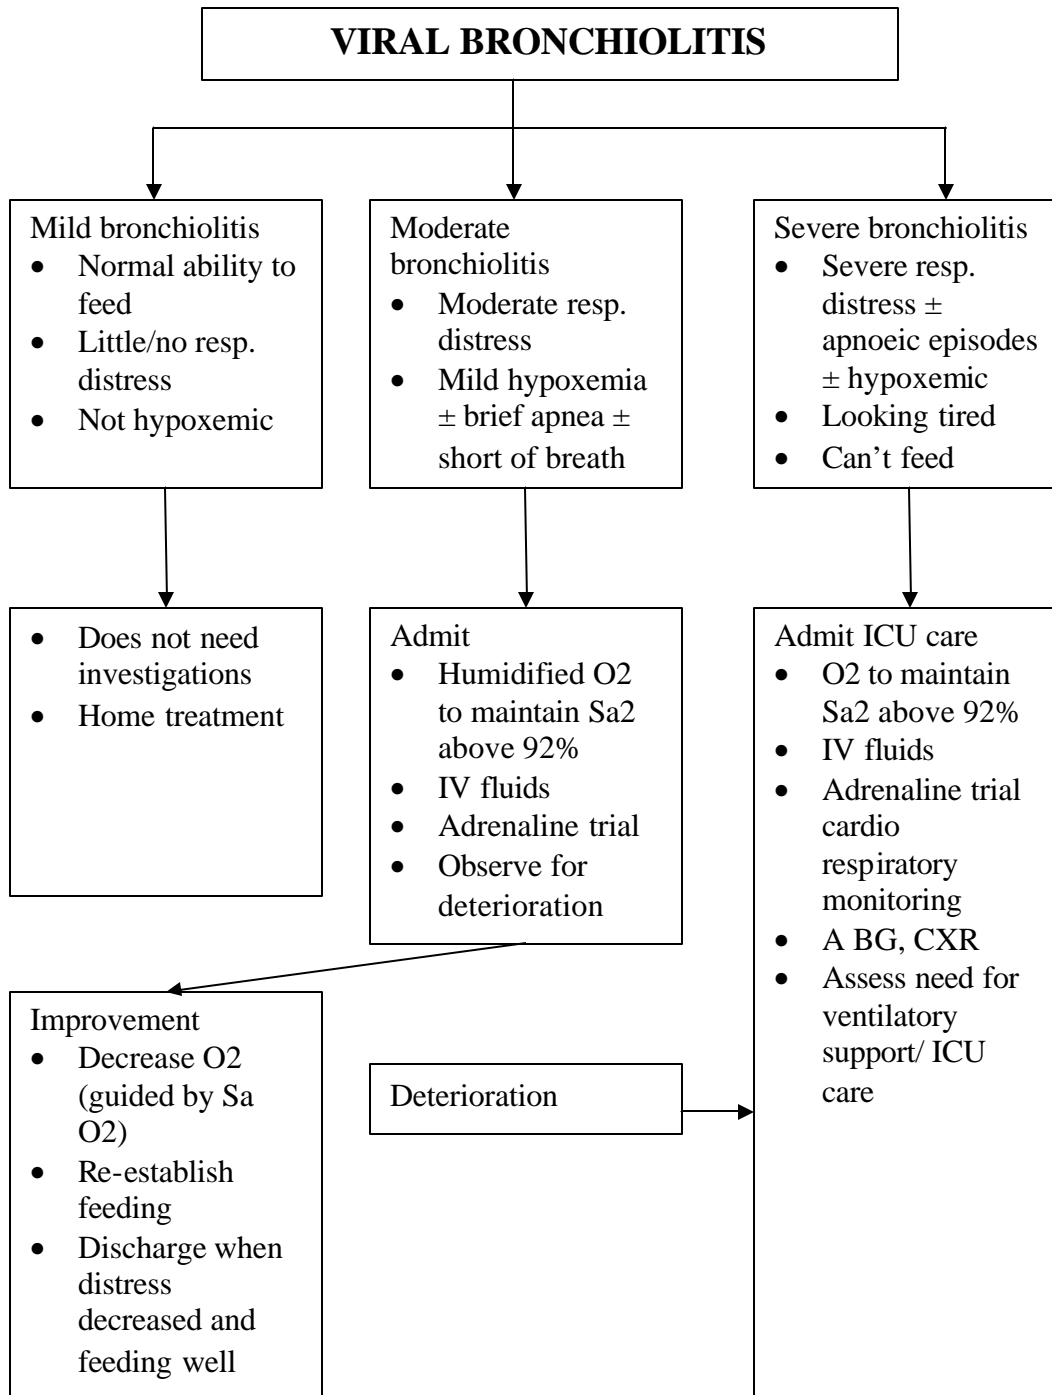 VIRAL BRONCHIOLITIS
Mild bronchiolitis
• Normal ability to
feed
• Little/no resp.
distress
• Not hypoxemic
Moderate
bronchiolitis
• Moderate resp.
distress
• Mild hypoxemia
± brief apnea ±
short of breath
Severe bronchiolitis
• Severe resp.
distress ±
apnoeic episodes
± hypoxemic
• Looking tired
• Can’t feed
• Does not need
investigations
• Home treatment
Admit
• Humidified O2
to maintain Sa2
above 92%
• IV fluids
• Adrenaline trial
• Observe for
deterioration
Admit ICU care
• O2 to maintain
Sa2 above 92%
• IV fluids
• Adrenaline trial
cardio
respiratory
monitoring
• A BG, CXR
• Assess need for
ventilatory
support/ ICU
care
Improvement
• Decrease O2
(guided by Sa
O2)
• Re-establish
feeding
• Discharge when
distress
decreased and
feeding well
Deterioration